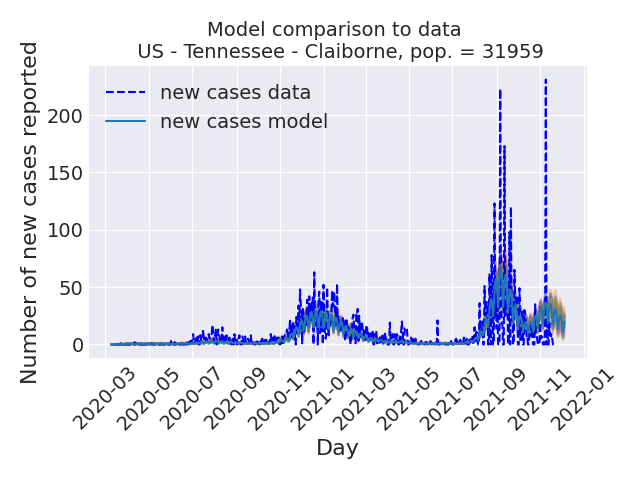 Model comparison to data
US - Tennessee - Claiborne, pop. = 31959
Number of new cases reported
new cases data
new cases model
200
150
100
50
0
2020-03
2020-05
2020-07
2020-09
2020-11
2021-01
2021-03
2021-05
2021-07
2021-09
2021-11
2022-01
Day